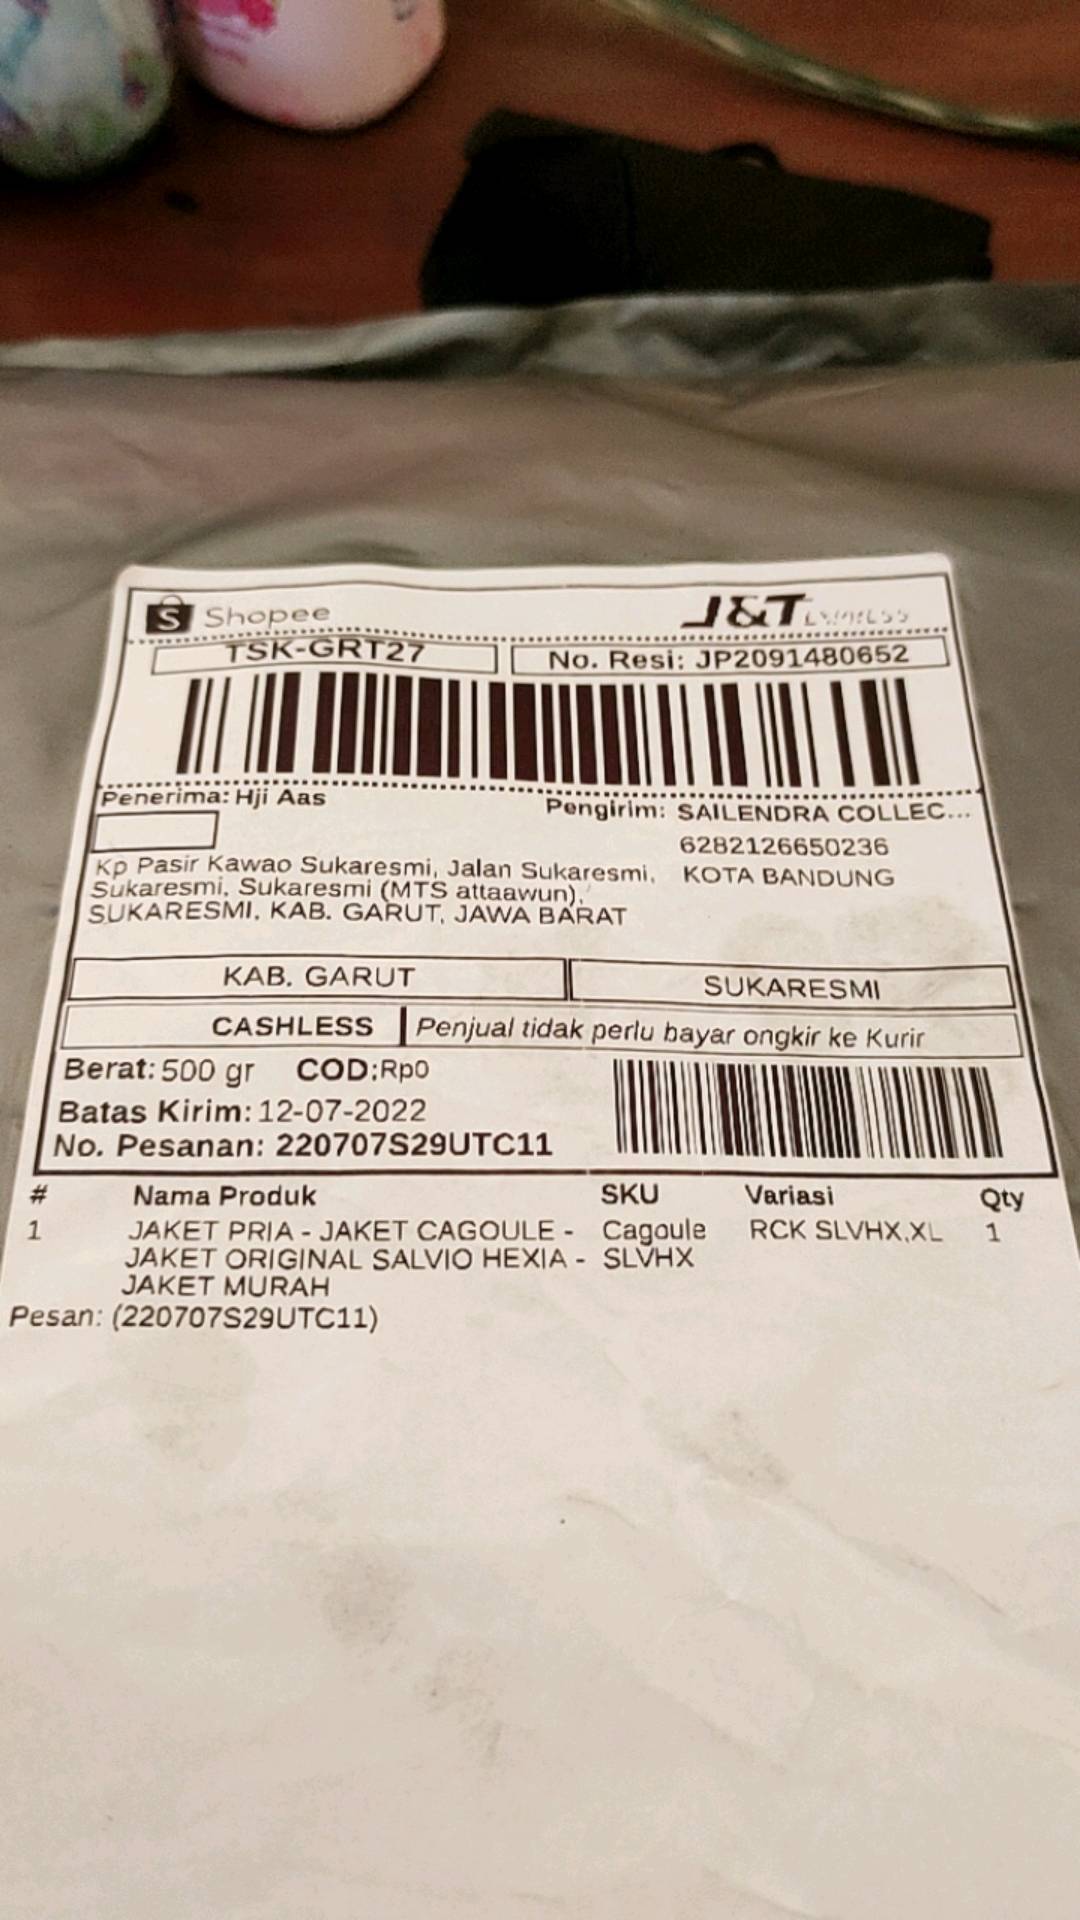 Shopee
J&T EXPRESS
TSK-GRT27
No. Resi: JP2091480652
Penerima: Hji Aas
Pengirim: SAILENDRA COLLEC...
6282126650236
KOTA BANDUNG
Kp Pasir Kawao Sukaresmi, Jalan Sukaresmi,
Sukaresmi, Sukaresmi (MTS attaawun),
SUKARESMI, KAB. GARUT, JAWA BARAT
KAB. GARUT
SUKARESMI
CASHLESS
Penjual tidak perlu bayar ongkir ke Kurir
Berat: 500 gr COD:Rp0
Batas Kirim: 12-07-2022
No. Pesanan: 220707S29UTC11
# Nama Produk SKU Variasi Qty
1 JAKET PRIA - JAKET CAGOULE - Cagoule RCK SLVHX,XL 1
JAKET ORIGINAL SALVIO HEXIA - SLVHX
JAKET MURAH
Pesan: (220707S29UTC11)